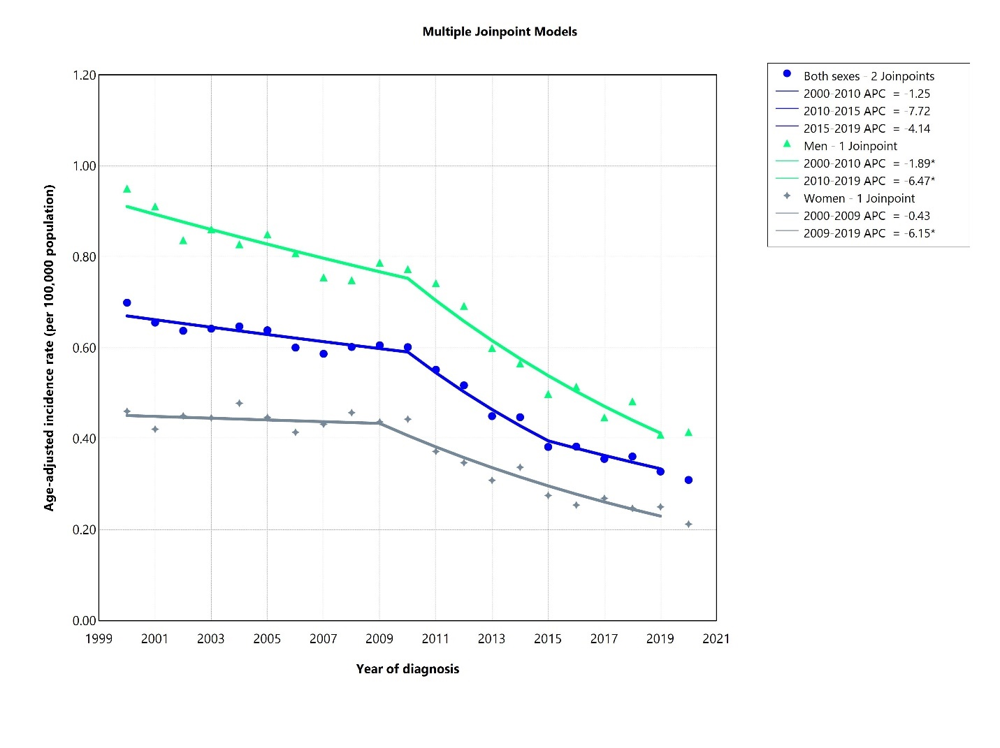 Multiple Joinpoint Models
Both sexes - 2 Joinpoints
2000-2010 APC = -1.25
2010-2015 APC = -7.72
2015-2019 APC = -4.14
Men - 1 Joinpoint
2000-2010 APC = -1.89*
2010-2019 APC = -6.47*
Women - 1 Joinpoint
2000-2009 APC = -0.43
2009-2019 APC = -6.15*
Age-adjusted incidence rate (per 100,000 population)
1.20
1.00
0.80
0.60
0.40
0.20
0.00
1999 2001 2003 2005 2007 2009 2011 2013 2015 2017 2019 2021
Year of diagnosis